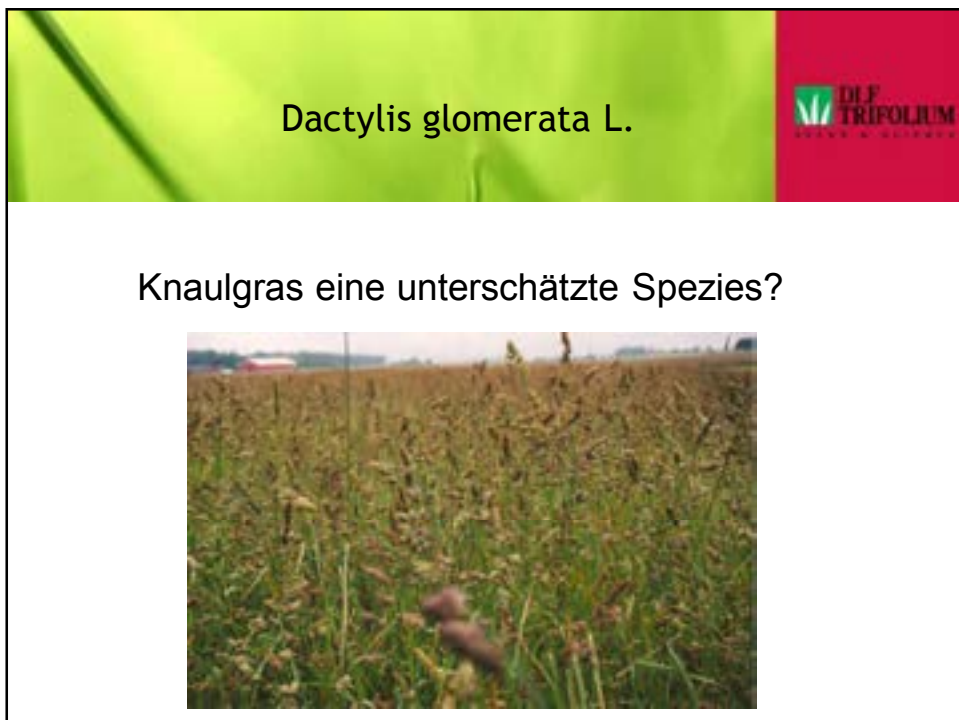 Dactylis glomerata L.
DLF
TRIFOLIUM
Knaulgras eine unterschätzte Spezies?